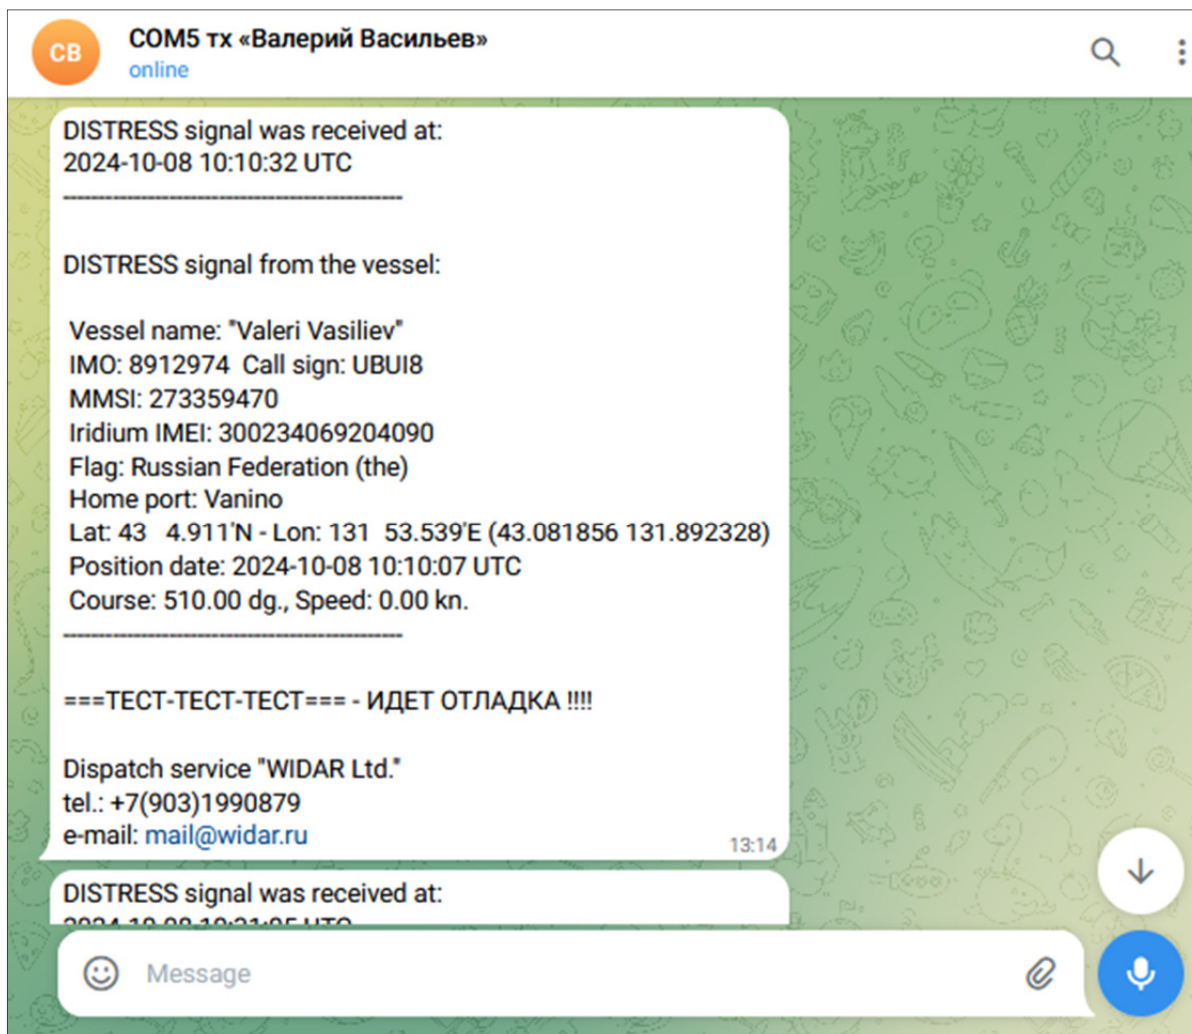 СВ
COM5 тх «Валерий Васильев»
online
DISTRESS signal was received at:
2024-10-08 10:10:32 UTC
------------------------------------------------
DISTRESS signal from the vessel:
Vessel name: "Valeri Vasiliev"
IMO: 8912974 Call sign: UBUI8
MMSI: 273359470
Iridium IMEI: 300234069204090
Flag: Russian Federation (the)
Home port: Vanino
Lat: 43 4.911'N - Lon: 131 53.539'E (43.081856 131.892328)
Position date: 2024-10-08 10:10:07 UTC
Course: 510.00 dg., Speed: 0.00 kn.
------------------------------------------------
===ТЕСТ-ТЕСТ-ТЕСТ=== - ИДЕТ ОТЛАДКА !!!!
Dispatch service "WIDAR Ltd."
tel.: +7(903)1990879
e-mail: mail@widar.ru
13:14
DISTRESS signal was received at:
Message